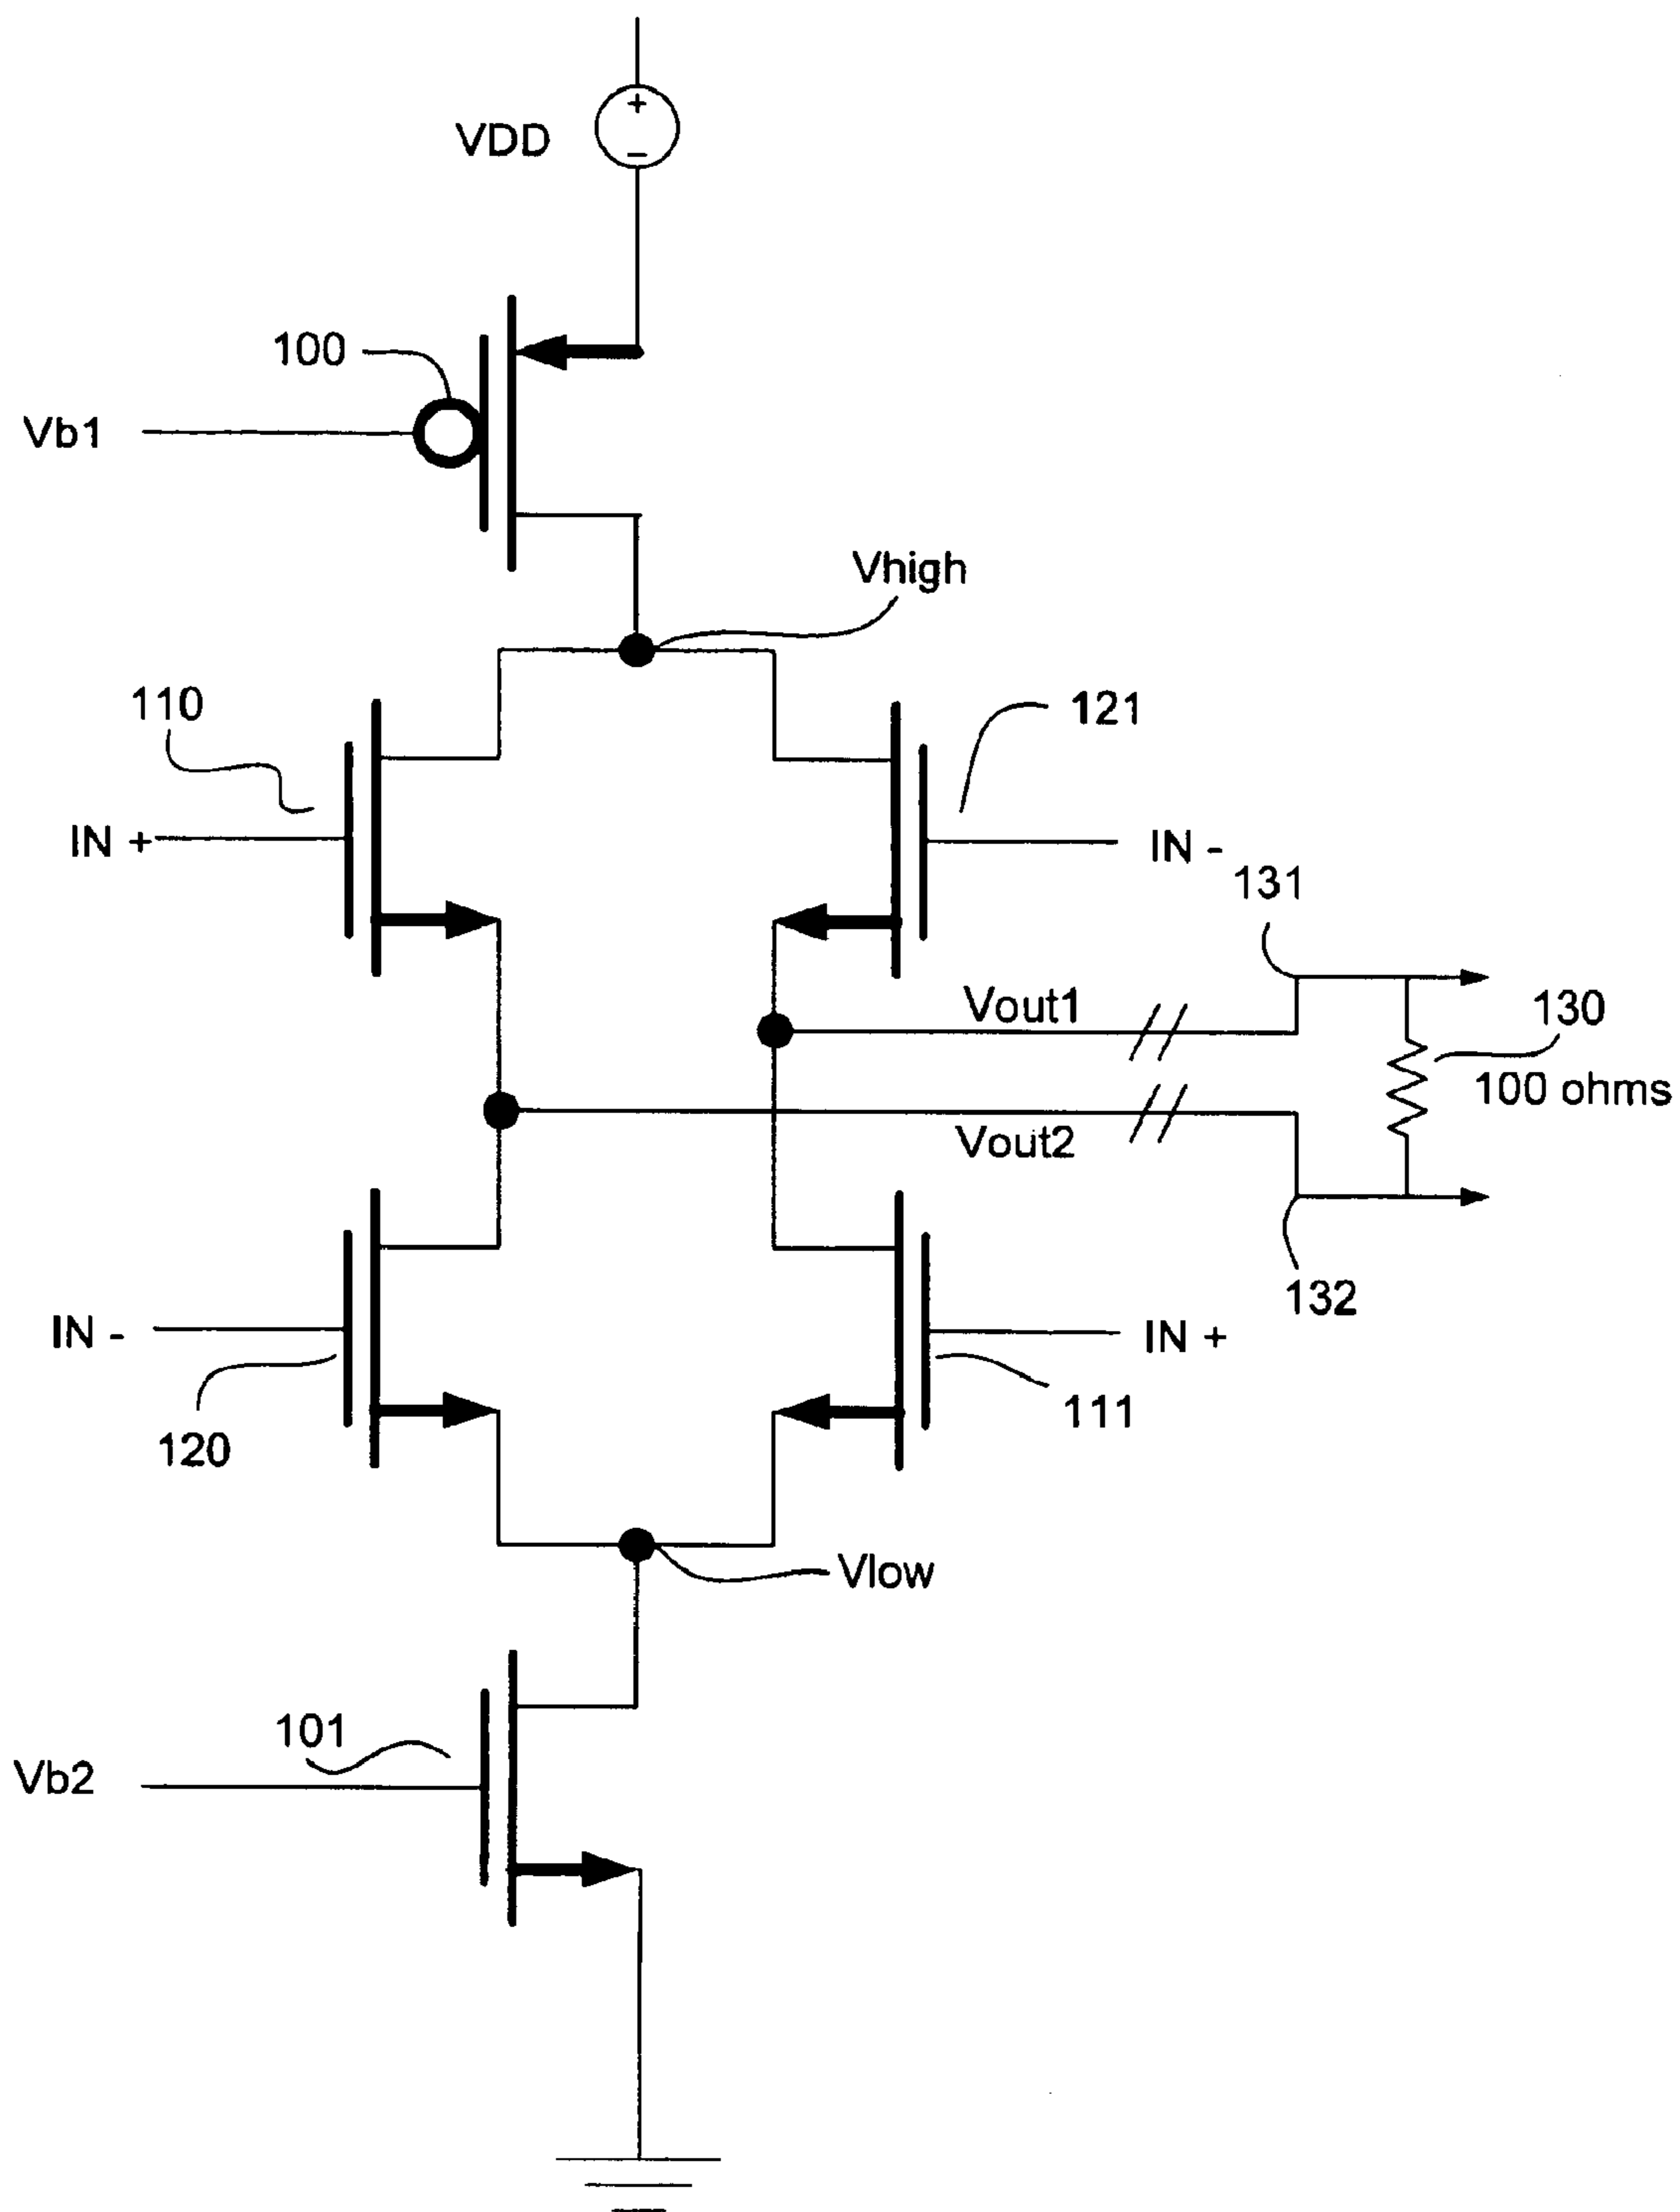 VDD
100
Vb1
Vhigh
110
121
IN +
IN -
131
Vout1
130
100 ohms
Vout2
132
IN -
IN +
111
120
Vlow
101
Vb2